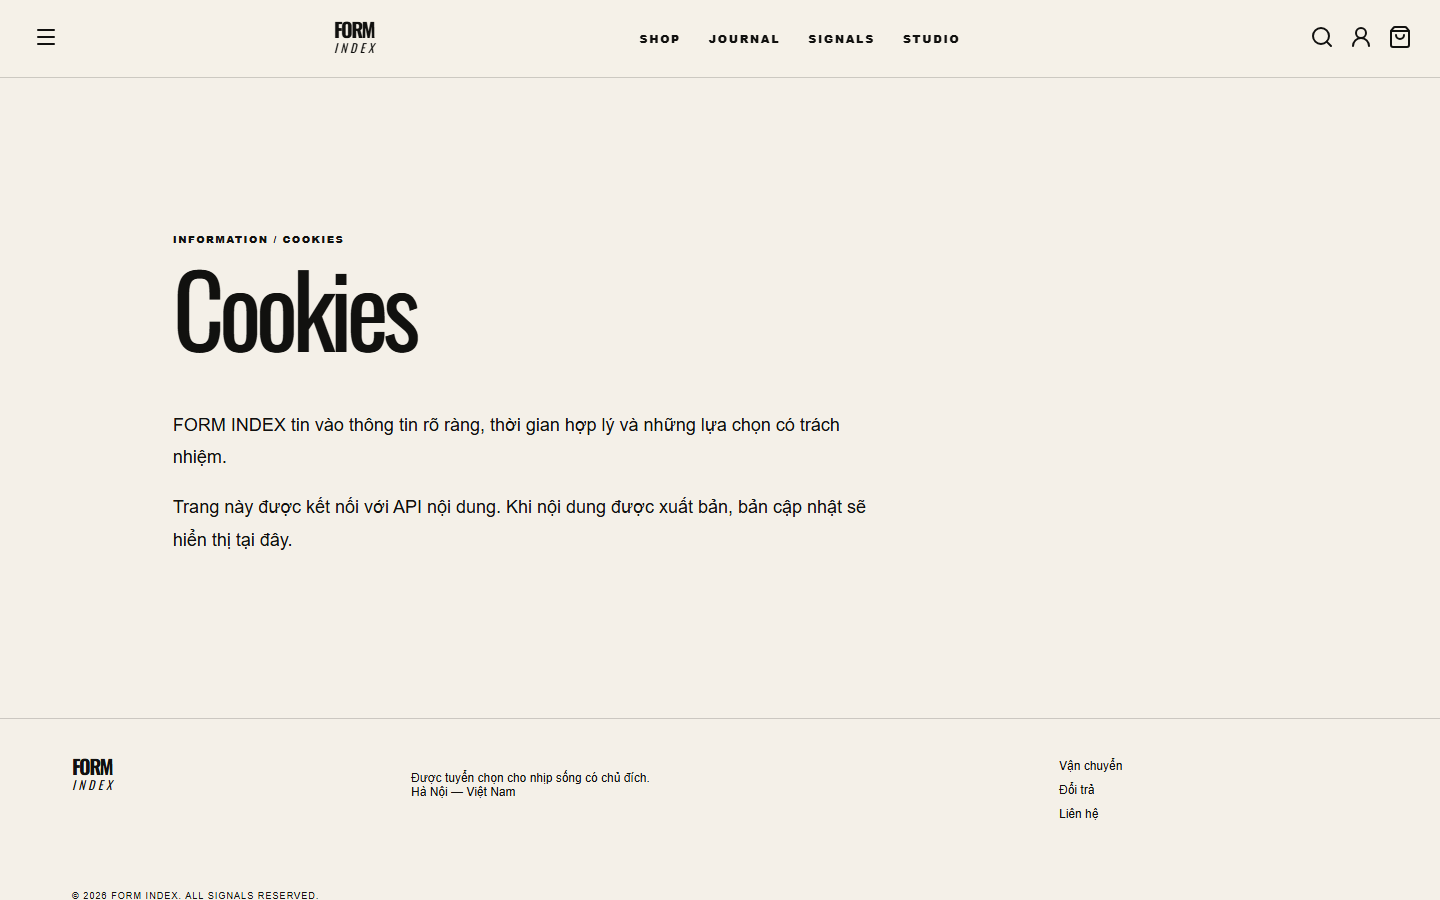 FORM
INDEX
SHOP JOURNAL SIGNALS STUDIO
INFORMATION / COOKIES
Cookies
FORM INDEX tin vào thông tin rõ ràng, thời gian hợp lý và những lựa chọn có trách
nhiệm.
Trang này được kết nối với API nội dung. Khi nội dung được xuất bản, bản cập nhật sẽ
hiển thị tại đây.
FORM
INDEX
Được tuyển chọn cho nhịp sống có chủ đích.
Hà Nội — Việt Nam
Vận chuyển
Đổi trả
Liên hệ
© 2026 FORM INDEX. ALL SIGNALS RESERVED.